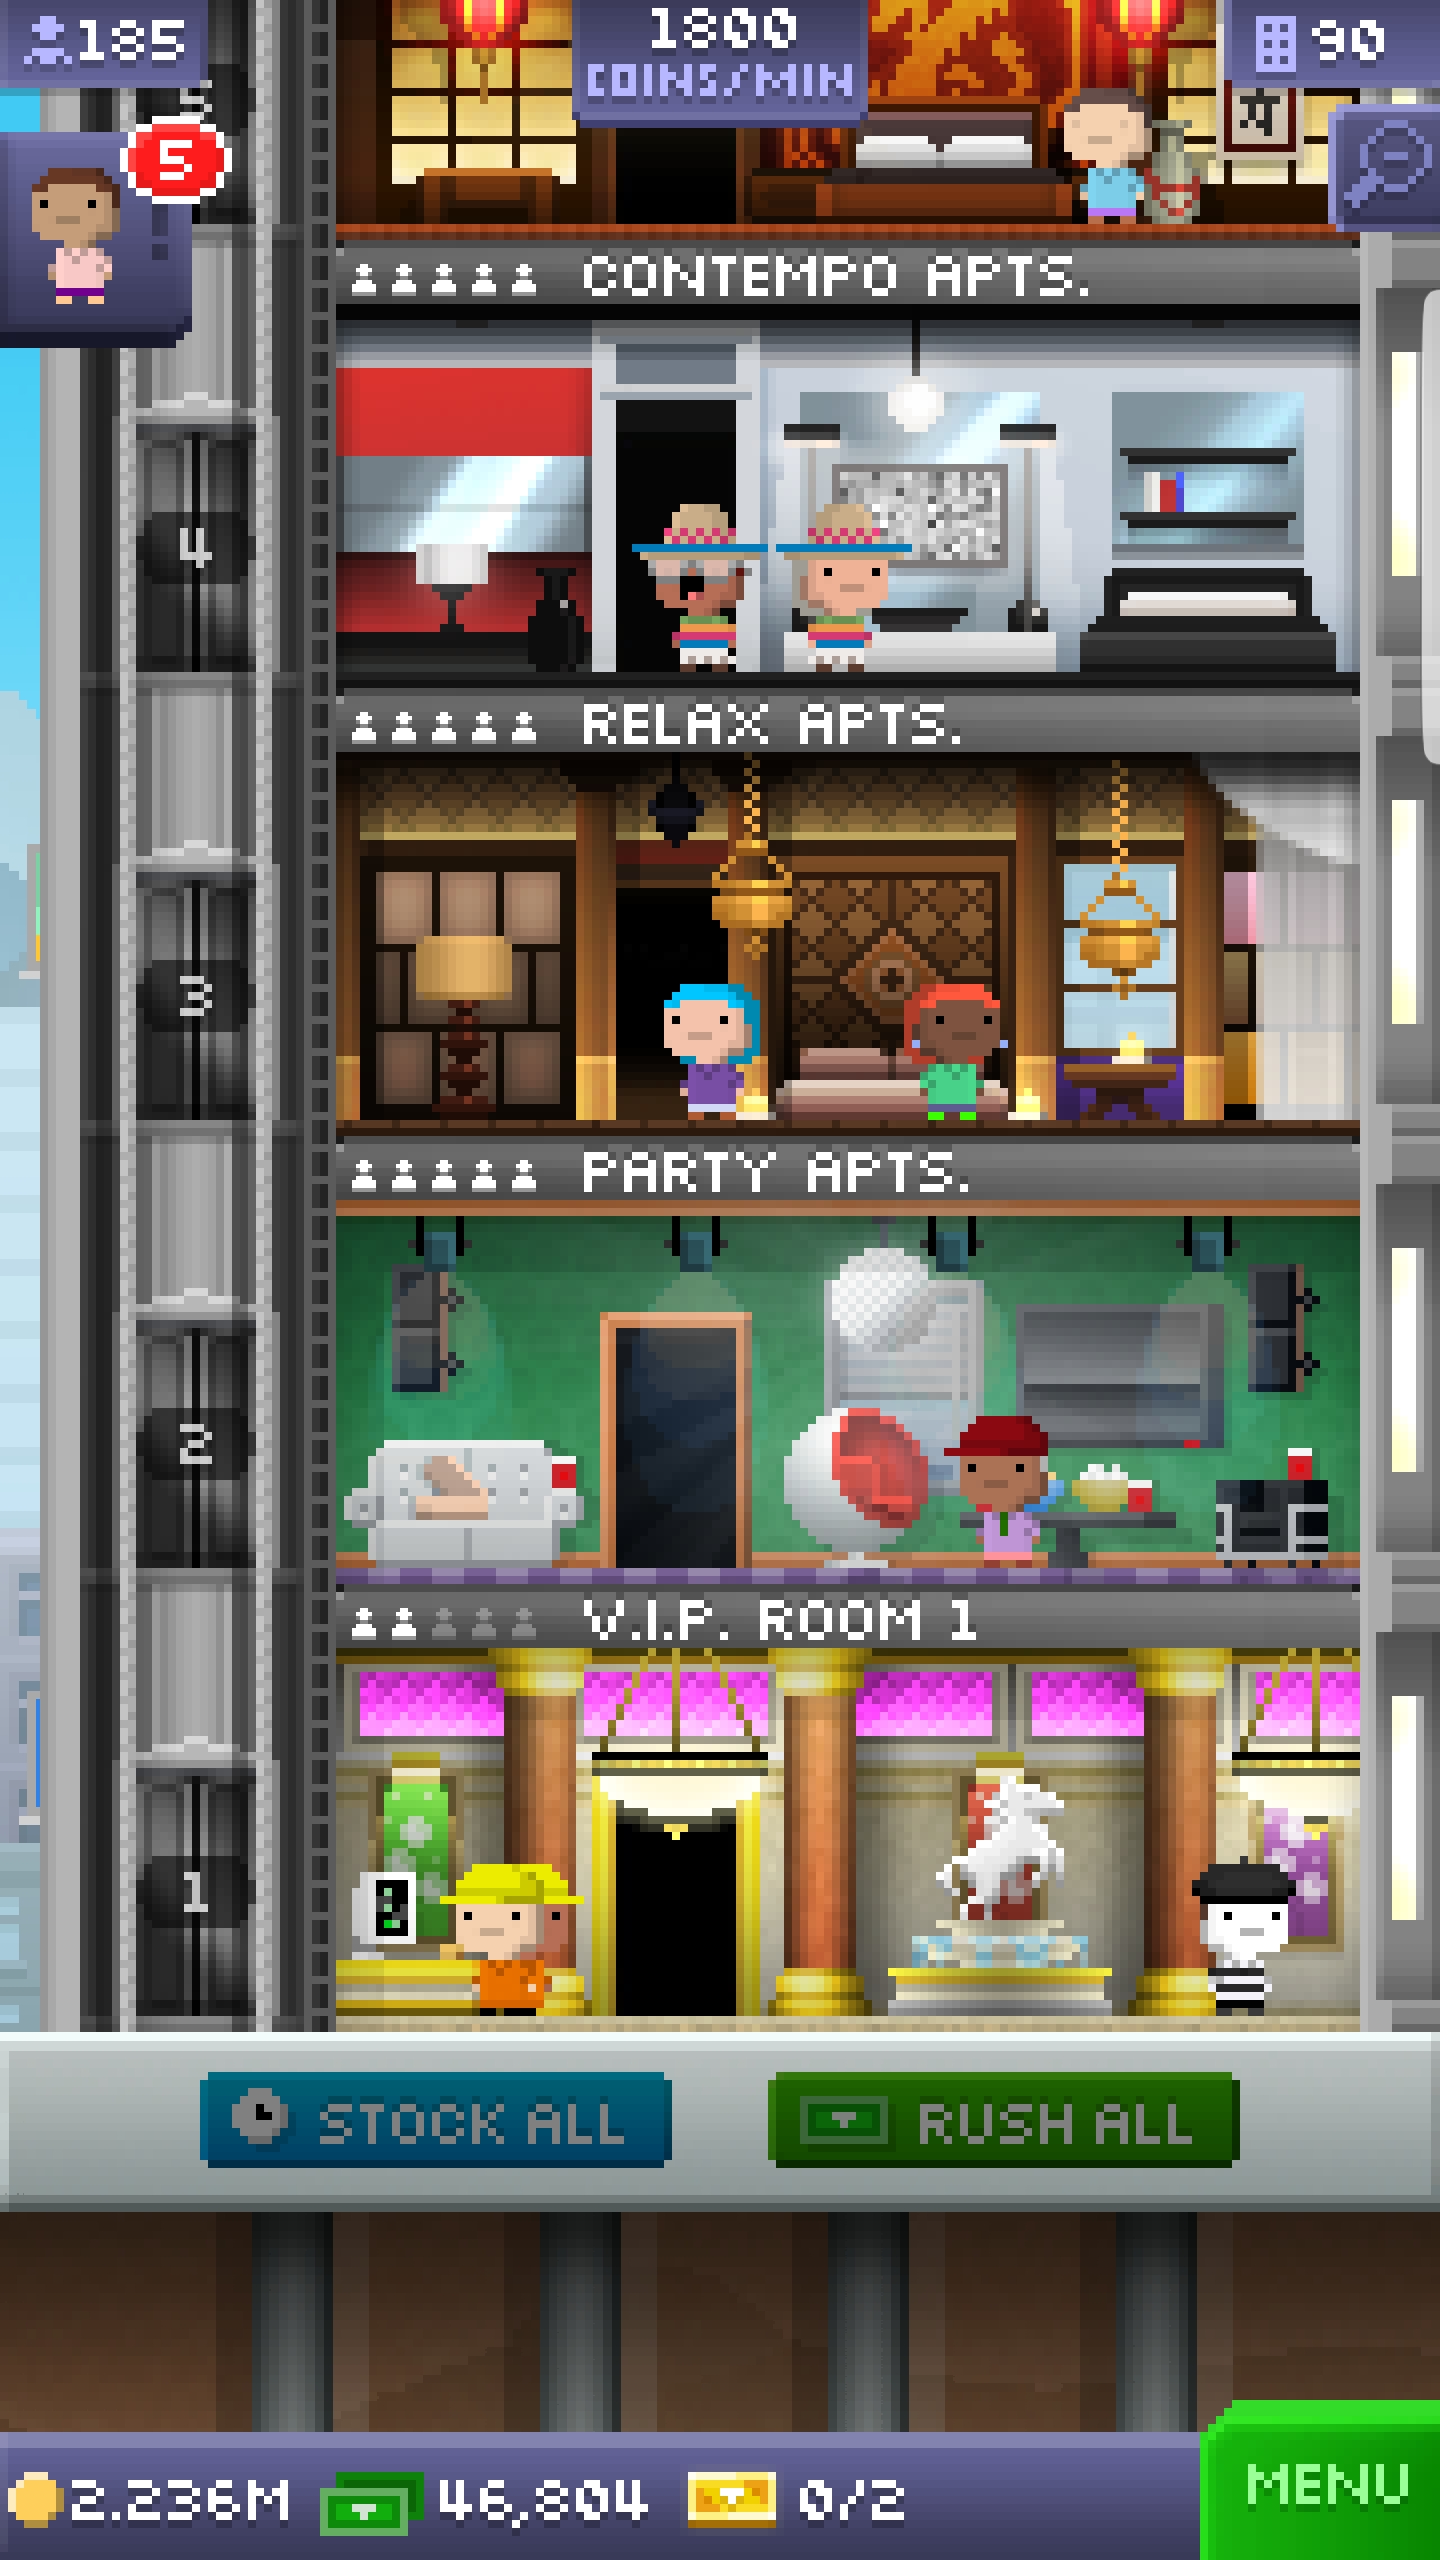 185
1800
COINS/MIN
90
5
5
CONTEMPO APTS.
4
RELAX APTS.
3
PARTY APTS.
2
V.I.P. ROOM 1
1
STOCK ALL
RUSH ALL
2.236M
46,804
0/2
MENU